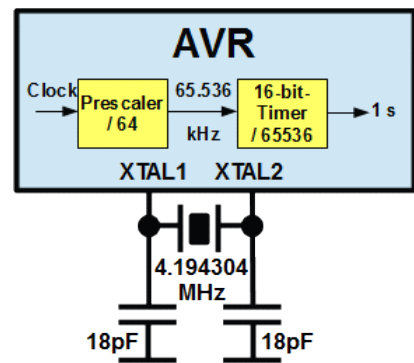 AVR
Clock
Prescaler
/ 64
65.536
kHz
16-bit-
Timer
/ 65536
1 s
XTAL1 XTAL2
4.194304
MHz
18pF 18pF